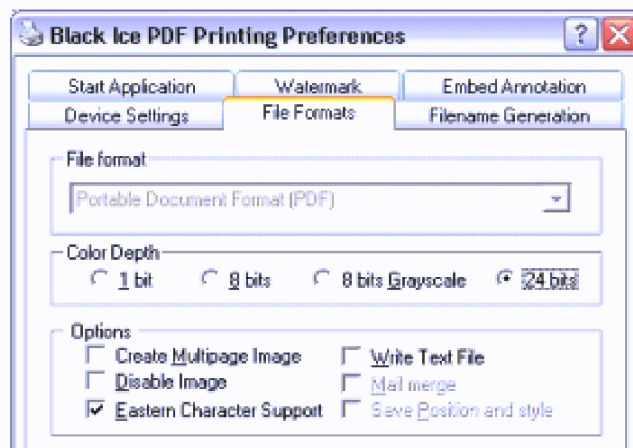 Black Ice PDF Printing Preferences
Start Application Watermark Embed Annotation
Device Settings File Formats Filename Generation
File format
Portable Document Format (PDF)
Color Depth
1 bit 8 bits 8 bits Grayscale 24 bits
Options
Create Multipage Image Write Text File
Disable Image Mail merge
Eastern Character Support Save Position and style